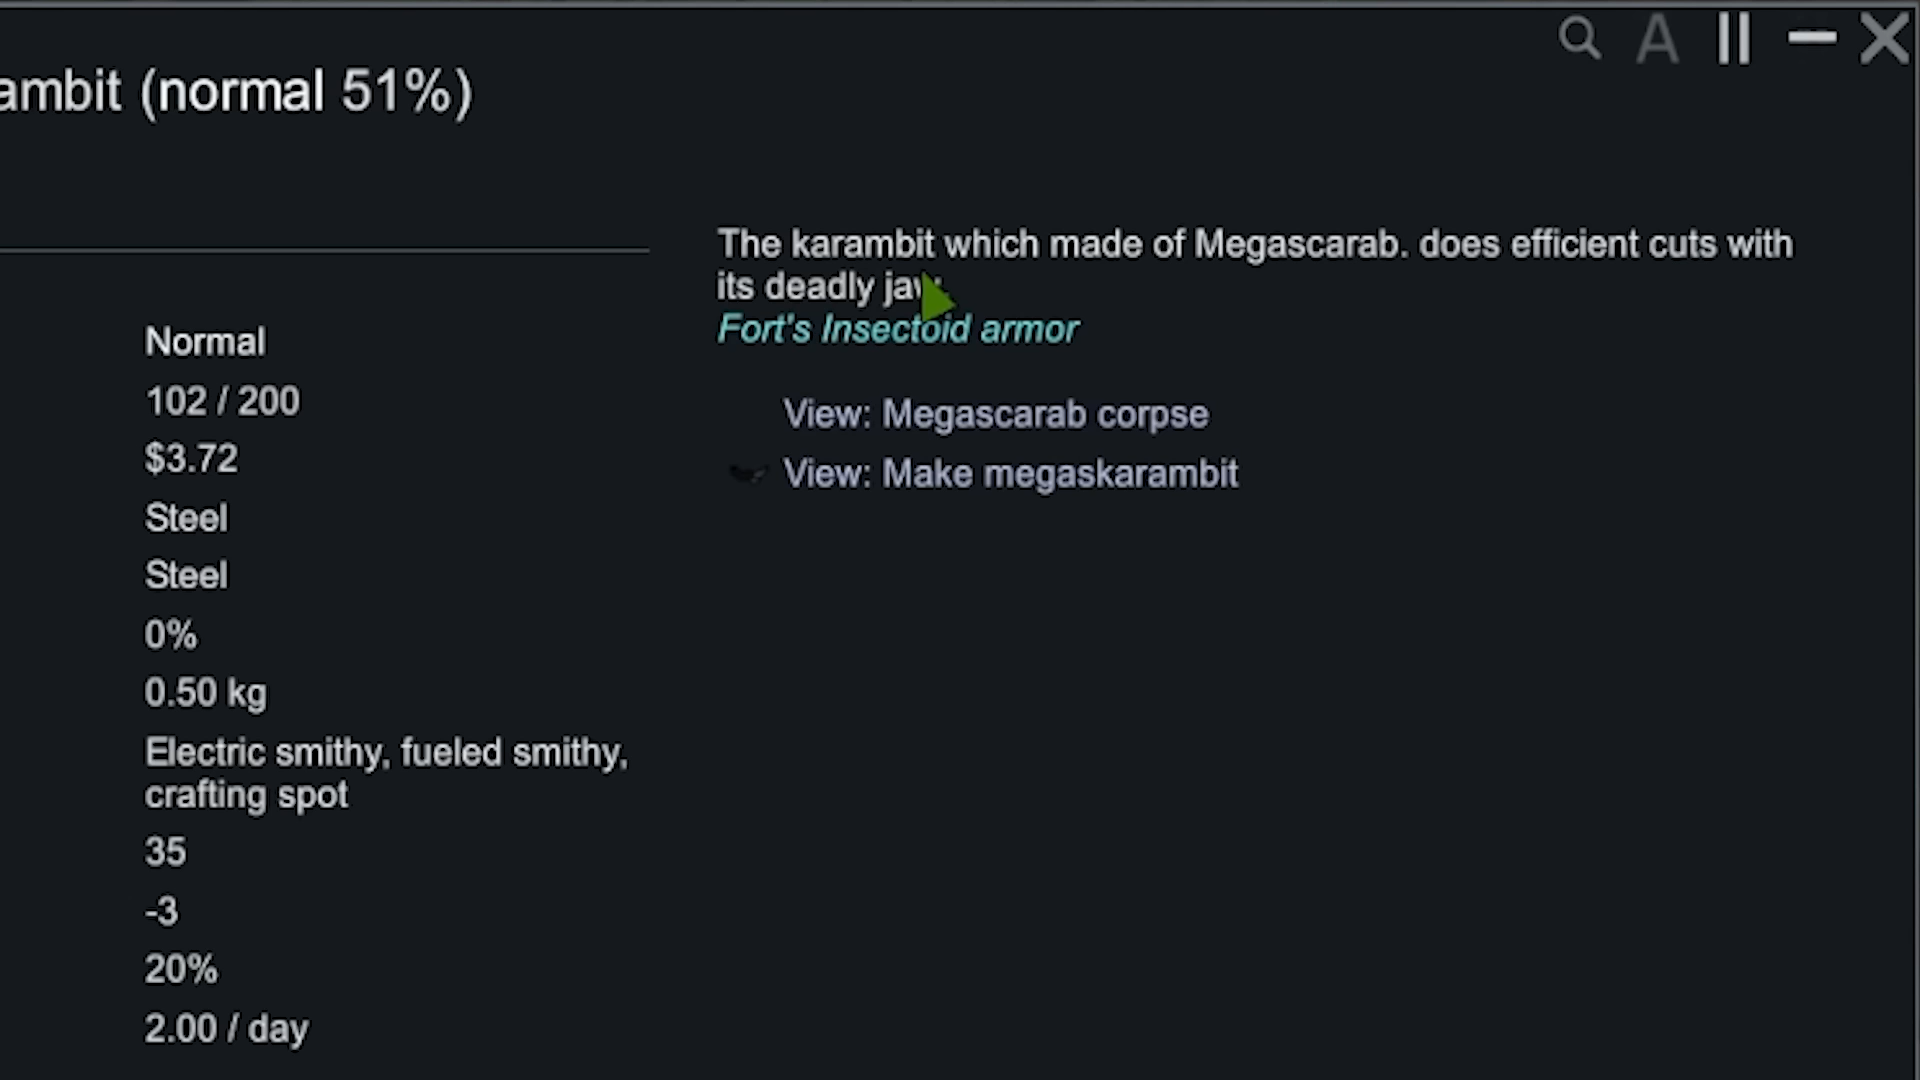 ambit (normal 51%)
A
The karambit which made of Megascarab. does efficient cuts with
its deadly
Fort's Insectoid armor
View: Megascarab corpse
View: Make megaskarambit
Normal
102 / 200
$3.72
Steel
Steel
0%
0.50 kg
Electric smithy, fueled smithy,
crafting spot
35
-3
20%
2.00 / day